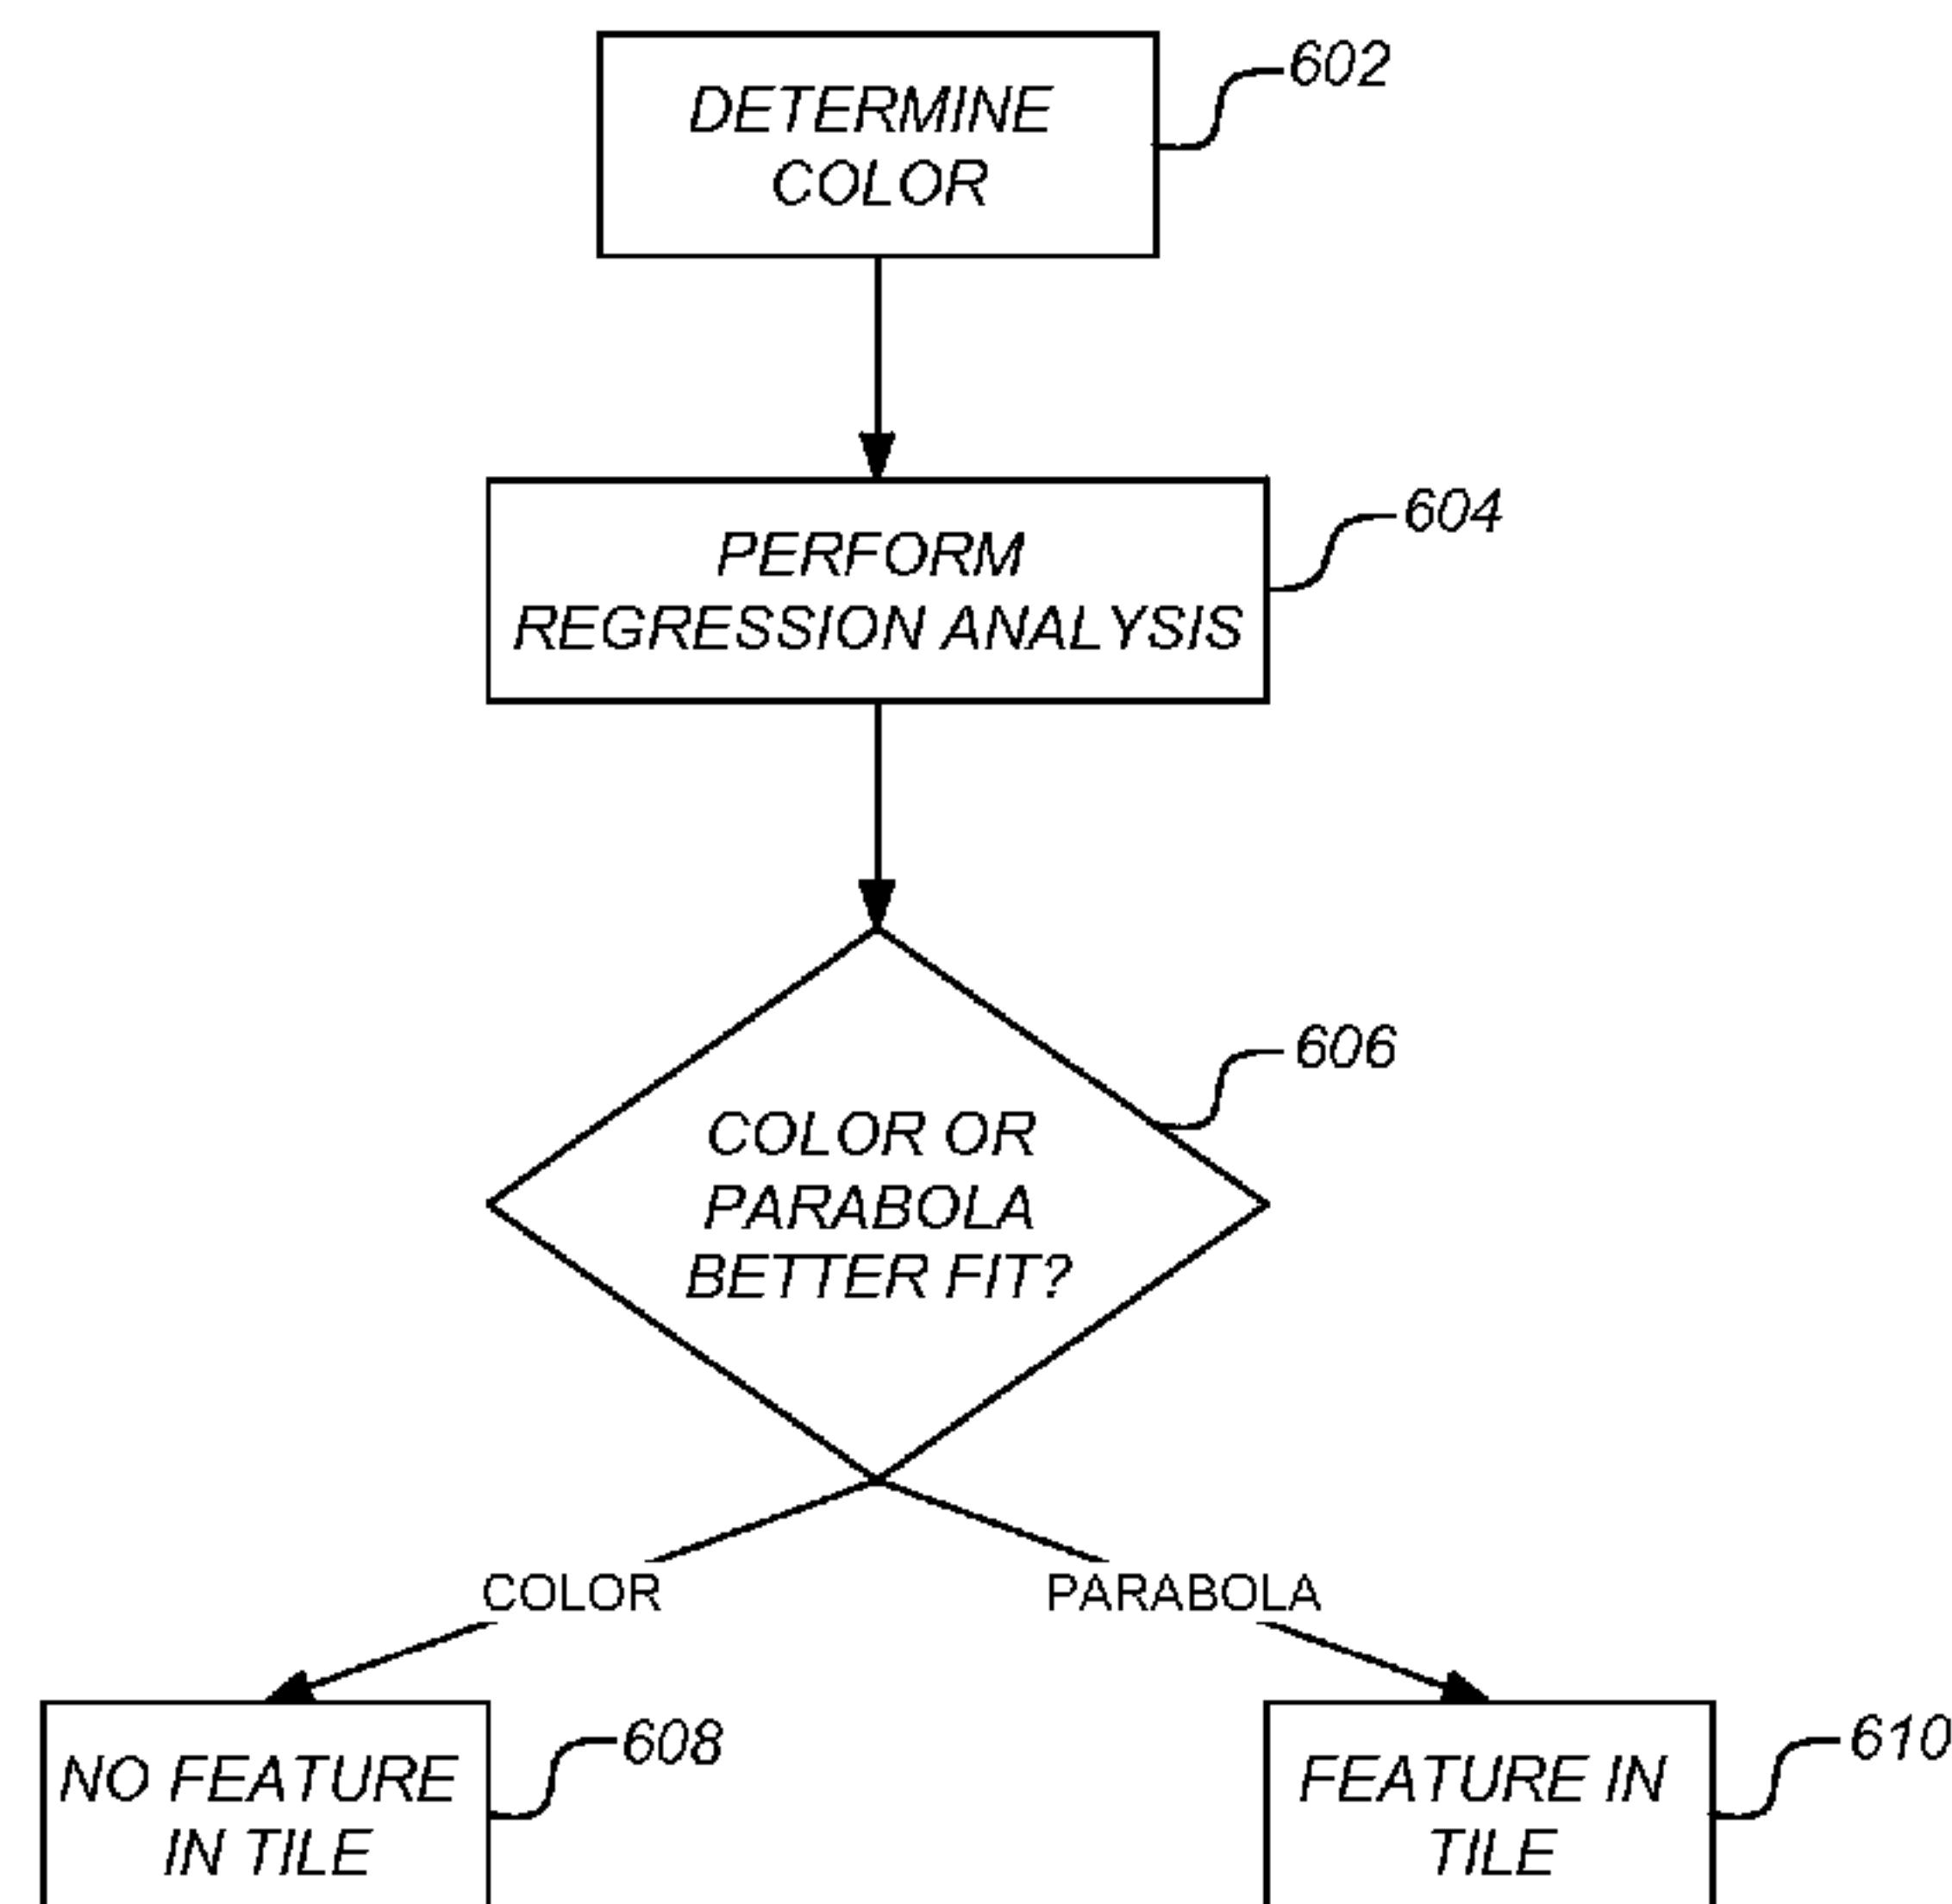 DETERMINE
COLOR
602
PERFORM
REGRESSION ANALYSIS
604
COLOR OR
PARABOLA
BETTER FIT?
606
COLOR
PARABOLA
NO FEATURE
IN TILE
608
FEATURE IN
TILE
610